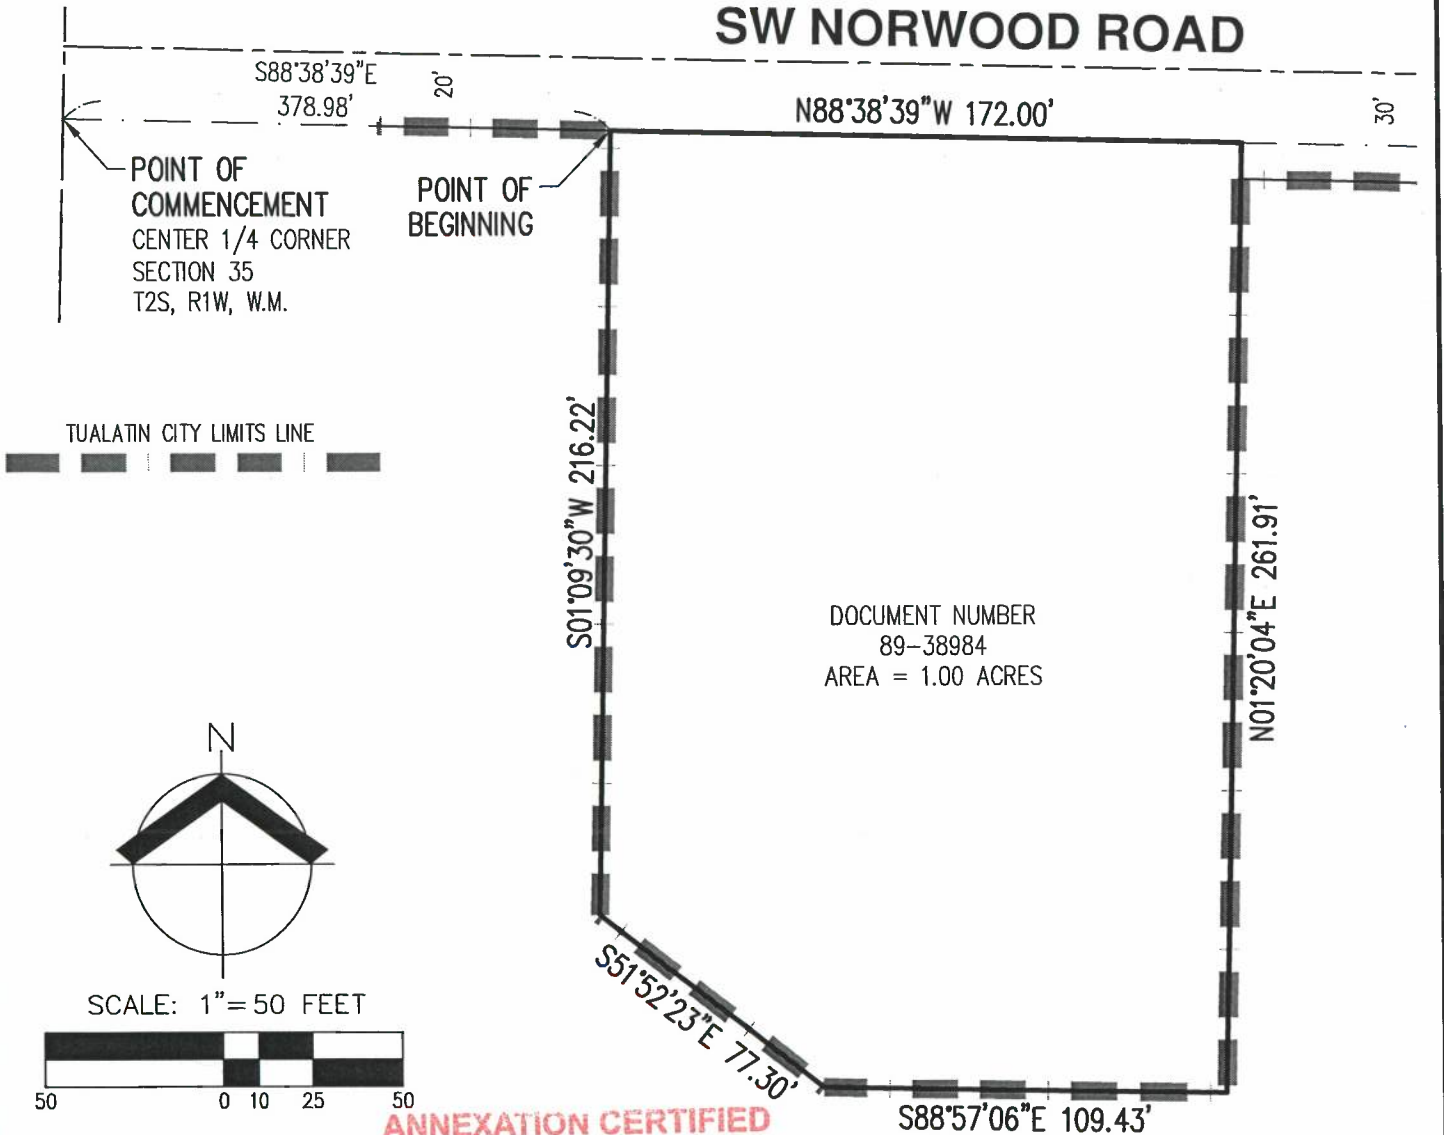 SW NORWOOD ROAD
S88°38'39"E
378.98'
20'
N88°38'39"W 172.00'
30'
POINT OF
COMMENCEMENT
CENTER 1/4 CORNER
SECTION 35
T2S, R1W, W.M.
POINT OF
BEGINNING
TUALATIN CITY LIMITS LINE
S01°09'30"W 216.22'
N01°20'04"E 261.91'
DOCUMENT NUMBER
89-38984
AREA = 1.00 ACRES
N
SCALE: 1"=50 FEET
50 0 10 25 50
S51°52'23"E 77.30'
S88°57'06"E 109.43'
ANNEXATION CERTIFIED